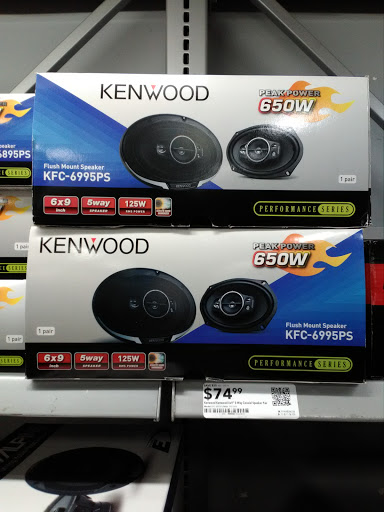 KENWOOD
PEAK POWER
650W
Flush Mount Speaker
KFC-6995PS
1 pair
6x9 inch
5way SPEAKER
125W RMS POWER
PERFORMANCE SERIES
6895PS
KENWOOD
PEAK POWER
650W
Flush Mount Speaker
KFC-6995PS
1 pair
6x9 inch
5way SPEAKER
125W RMS POWER
PERFORMANCE SERIES
$74.99